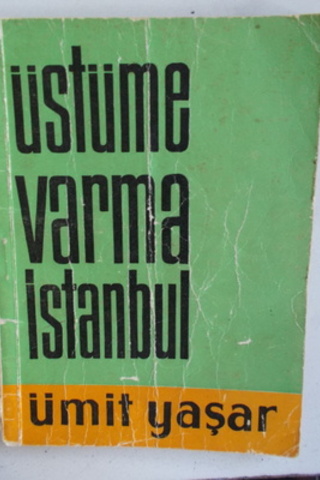 üstüme
varma
istanbul
ümit yaşar